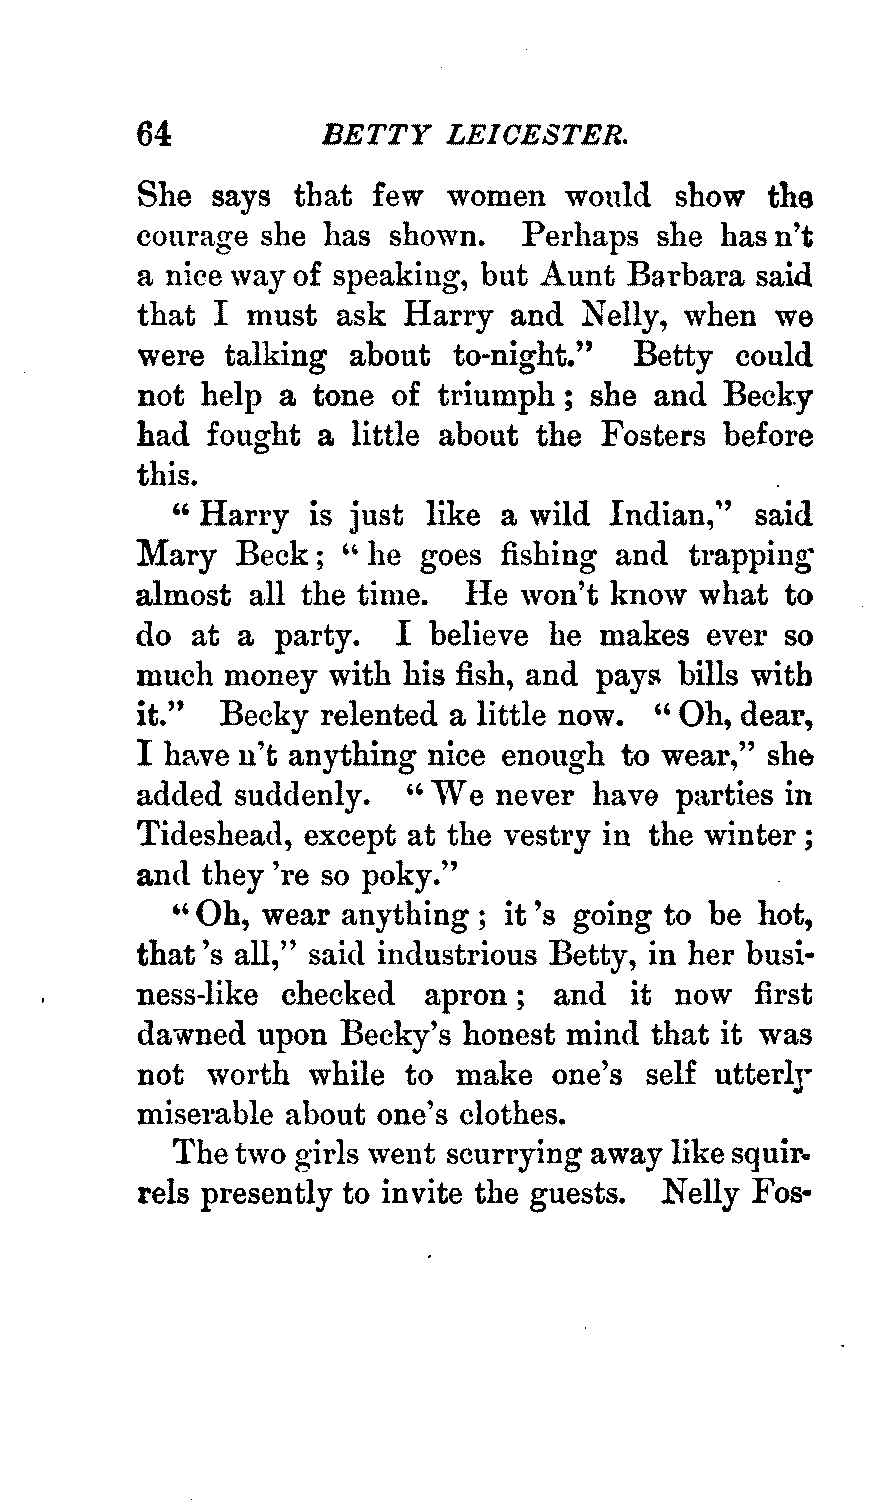 64 BETTY LEICESTER.
She says that few women would show the
courage she has shown. Perhaps she has n't
a nice way of speaking, but Aunt Barbara said
that I must ask Harry and Nelly, when we
were talking about to-night." Betty could
not help a tone of triumph; she and Becky
had fought a little about the Fosters before
this.
"Harry is just like a wild Indian," said
Mary Beck; "he goes fishing and trapping
almost all the time. He won't know what to
do at a party. I believe he makes ever so
much money with his fish, and pays bills with
it." Becky relented a little now. "Oh, dear,
I have n't anything nice enough to wear," she
added suddenly. "We never have parties in
Tideshead, except at the vestry in the winter;
and they 're so poky."
"Oh, wear anything; it 's going to be hot,
that 's all," said industrious Betty, in her busi-
ness-like checked apron; and it now first
dawned upon Becky's honest mind that it was
not worth while to make one's self utterly
miserable about one's clothes.
The two girls went scurrying away like squir-
rels presently to invite the guests. Nelly Fos-